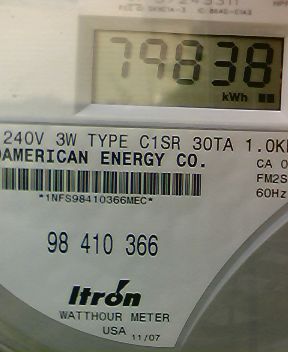 79838
kWh
240V 3W TYPE C1SR 30TA 1.0K
DAMERICAN ENERGY CO.
CA 0
FM2S
60Hz
*1NFS98410366MEC*
98 410 366
Itron
WATTHOUR METER
USA 11/07